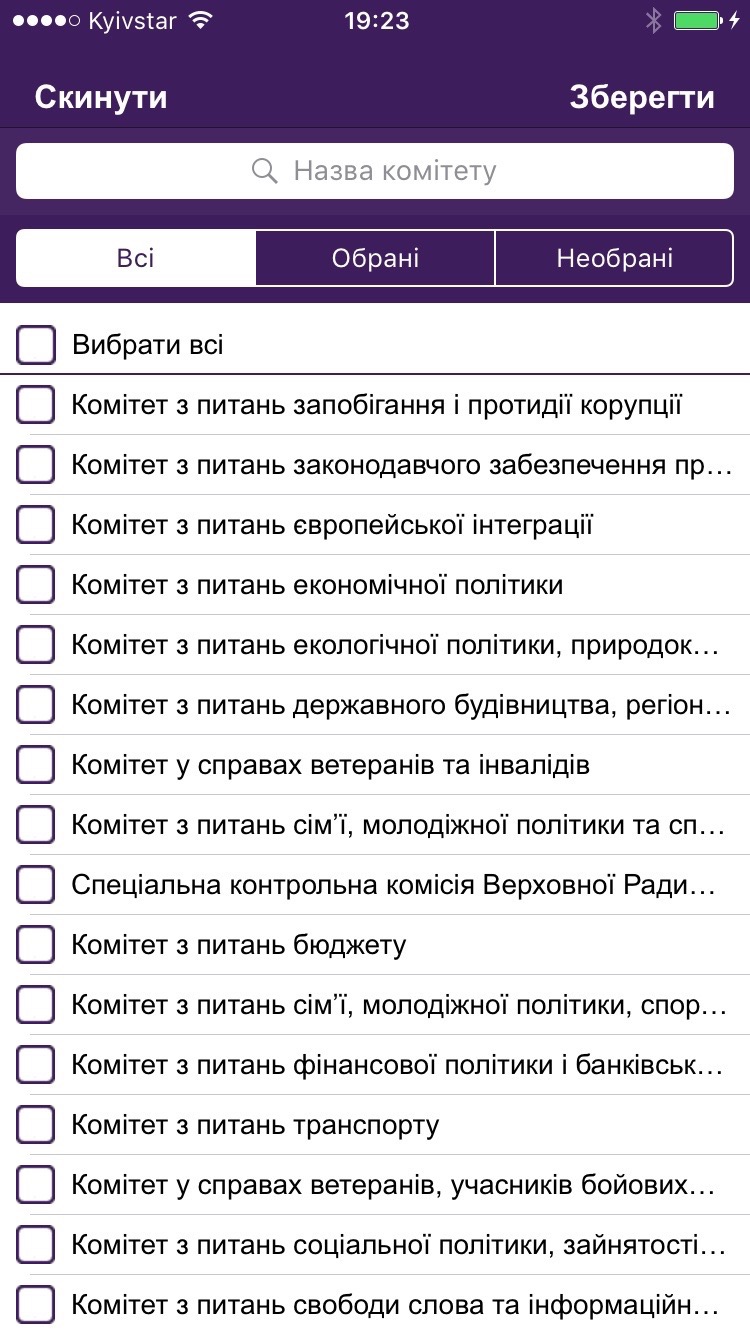 Kyivstar 19:23
Скинути Зберегти
Назва комітету
Всі Обрані Необрані
Вибрати всі
Комітет з питань запобігання і протидії корупції
Комітет з питань законодавчого забезпечення пр...
Комітет з питань європейської інтеграції
Комітет з питань економічної політики
Комітет з питань екологічної політики, природок...
Комітет з питань державного будівництва, регіон...
Комітет у справах ветеранів та інвалідів
Комітет з питань сім’ї, молодіжної політики та сп...
Спеціальна контрольна комісія Верховної Ради...
Комітет з питань бюджету
Комітет з питань сім’ї, молодіжної політики, спор...
Комітет з питань фінансової політики і банківськ...
Комітет з питань транспорту
Комітет у справах ветеранів, учасників бойових...
Комітет з питань соціальної політики, зайнятості...
Комітет з питань свободи слова та інформаційн...